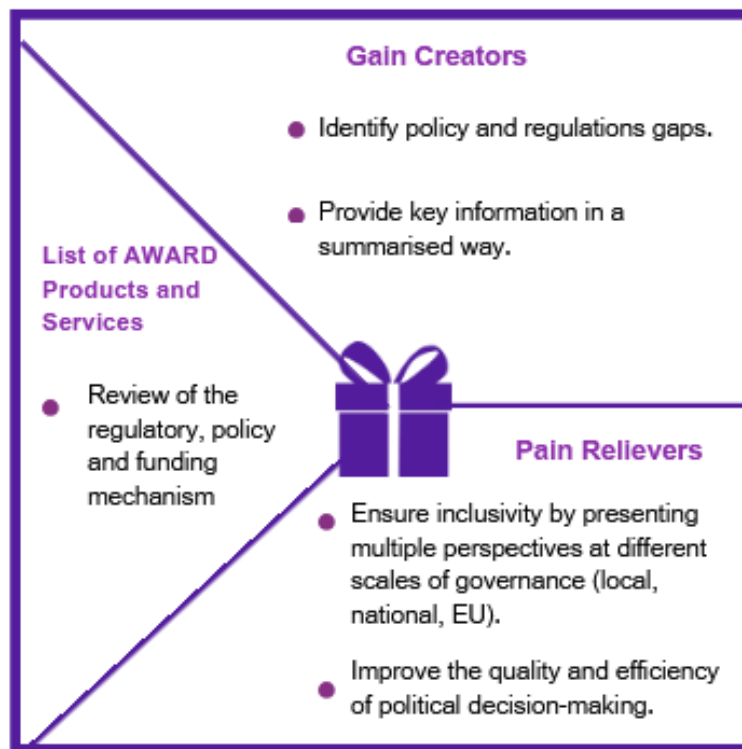 Gain Creators
Identify policy and regulations gaps.
Provide key information in a
summarised way.
List of AWARD
Products and
Services
Review of the
regulatory, policy
and funding
mechanism
Pain Relievers
Ensure inclusivity by presenting
multiple perspectives at different
scales of governance (local,
national, EU).
Improve the quality and efficiency
of political decision-making.